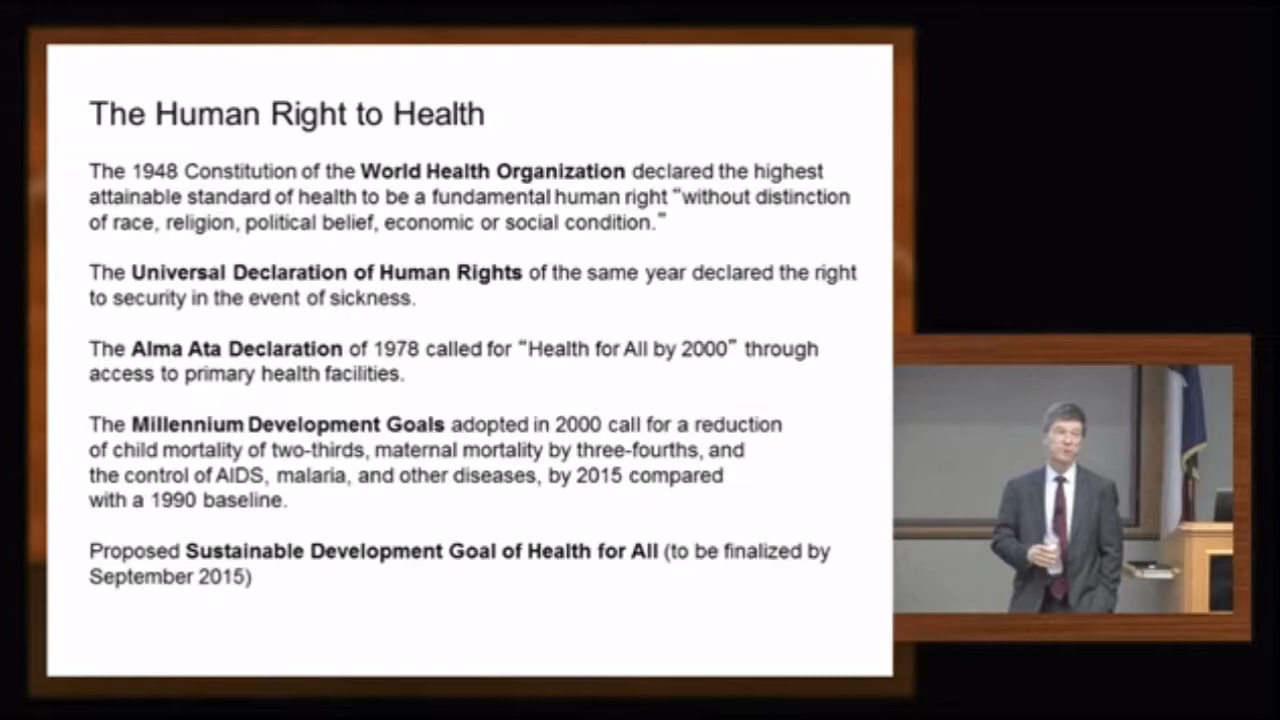 The Human Right to Health
The 1948 Constitution of the World Health Organization declared the highest
attainable standard of health to be a fundamental human right “without distinction
of race, religion, political belief, economic or social condition.”
The Universal Declaration of Human Rights of the same year declared the right
to security in the event of sickness.
The Alma Ata Declaration of 1978 called for “Health for All by 2000” through
access to primary health facilities.
The Millennium Development Goals adopted in 2000 call for a reduction
of child mortality of two-thirds, maternal mortality by three-fourths, and
the control of AIDS, malaria, and other diseases, by 2015 compared
with a 1990 baseline.
Proposed Sustainable Development Goal of Health for All (to be finalized by
September 2015)